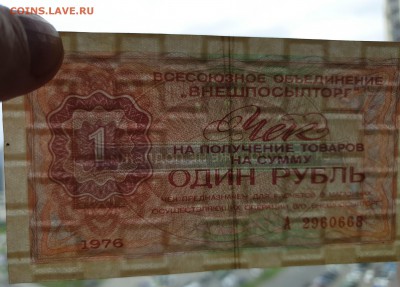 COINS.LAVE.RU
ВСЕСОЮЗНОЕ ОБЪЕДИНЕНИЕ
„ВНЕШПОСЫЛТОРГ"
Чек
1
НА ПОЛУЧЕНИЕ ТОВАРОВ
НА СУММУ
ОДИН РУБЛЬ
А 2960668
1976